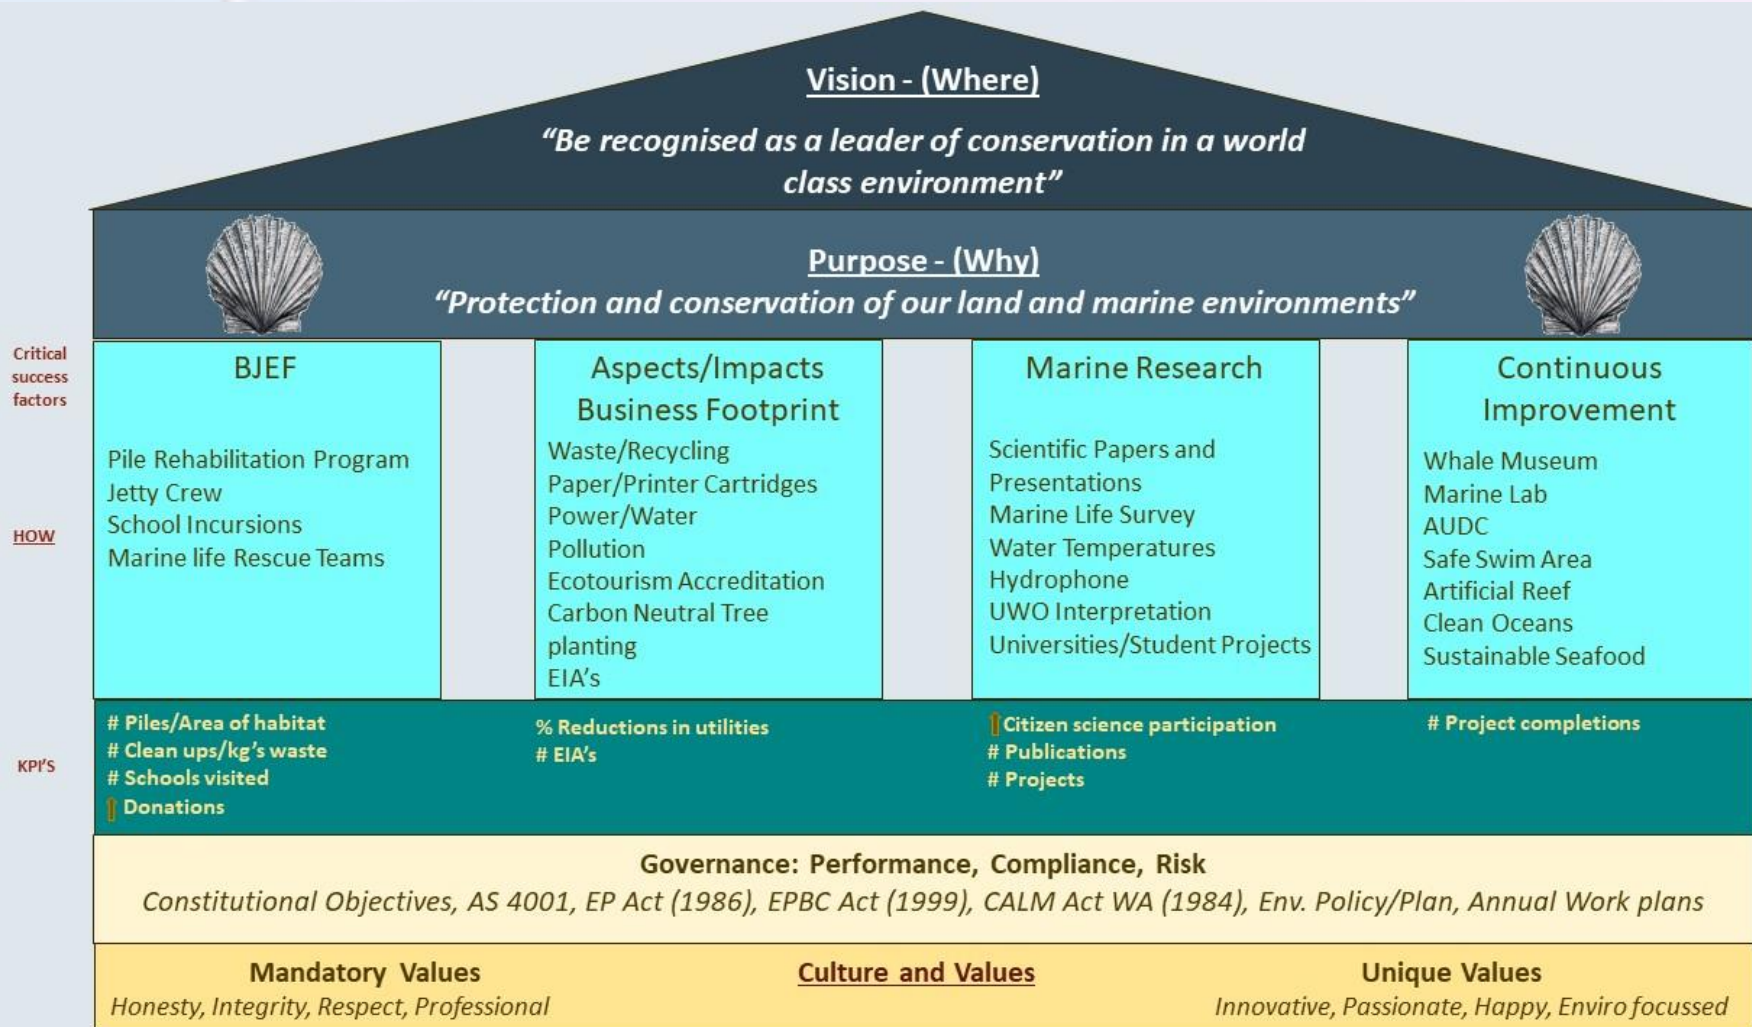 Vision - (Where)
“Be recognised as a leader of conservation in a world
class environment”
Purpose - (Why)
“Protection and conservation of our land and marine environments”
Critical
success
factors
BJEF
Aspects/Impacts
Business Footprint
Marine Research
Continuous
Improvement
HOW
Pile Rehabilitation Program
Jetty Crew
School Incursions
Marine life Rescue Teams
Waste/Recycling
Paper/Printer Cartridges
Power/Water
Pollution
Ecotourism Accreditation
Carbon Neutral Tree
planting
EIA’s
Scientific Papers and
Presentations
Marine Life Survey
Water Temperatures
Hydrophone
UWO Interpretation
Universities/Student Projects
Whale Museum
Marine Lab
AUDC
Safe Swim Area
Artificial Reef
Clean Oceans
Sustainable Seafood
KPI’S
# Piles/Area of habitat
# Clean ups/kg’s waste
# Schools visited
Donations
% Reductions in utilities
# EIA’s
Citizen science participation
# Publications
# Projects
# Project completions
Governance: Performance, Compliance, Risk
Constitutional Objectives, AS 4001, EP Act (1986), EPBC Act (1999), CALM Act WA (1984), Env. Policy/Plan, Annual Work plans
Mandatory Values
Honesty, Integrity, Respect, Professional
Culture and Values
Unique Values
Innovative, Passionate, Happy, Enviro focussed